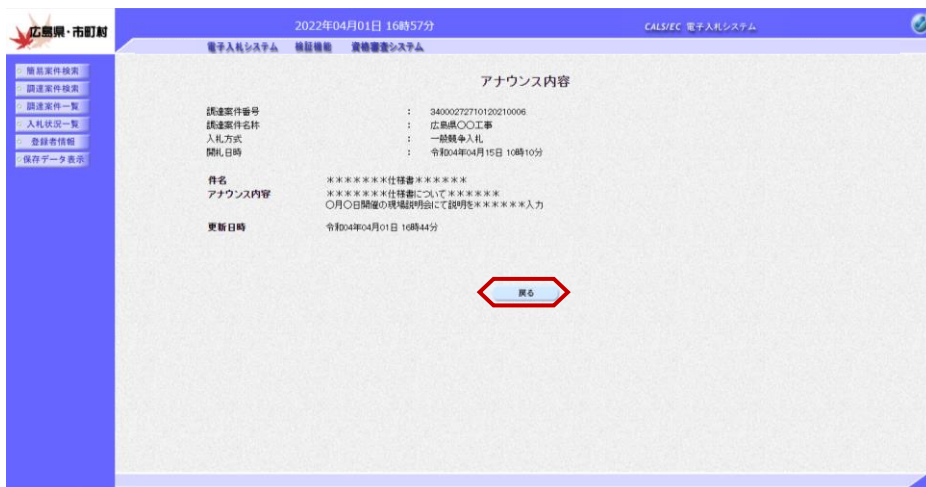 広島県・市町村
2022年04月01日 16時57分
CALS/EC 電子入札システム
電子入札システム 検証機能 資格審査システム
簡易案件検索
調達案件検索
調達案件一覧
入札状況一覧
登録者情報
保存データ表示
アナウンス内容
調達案件番号 : 34000272710120210006
調達案件名称 : 広島県〇〇工事
入札方式 : 一般競争入札
開札日時 : 令和04年04月15日 10時10分
件名 *******仕様書******
アナウンス内容 *******仕様書について******
〇月〇日開催の現場説明会にて説明を******入力
更新日時 令和04年04月01日 16時44分
戻る